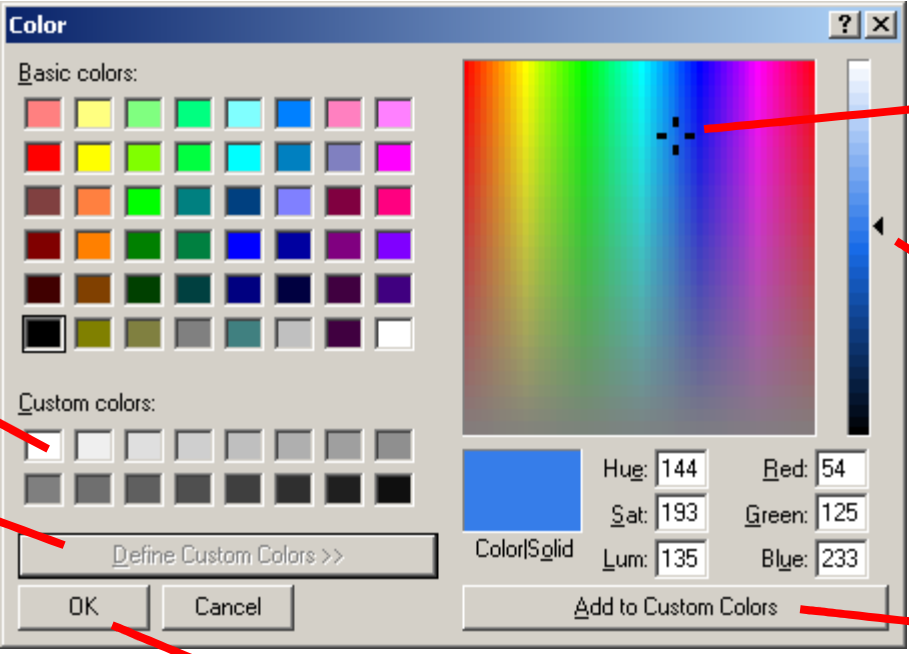 Color
Basic colors:
Custom colors:
Define Custom Colors >>
OK Cancel
Color|Solid
Hue: 144 Red: 54
Sat: 193 Green: 125
Lum: 135 Blue: 233
Add to Custom Colors